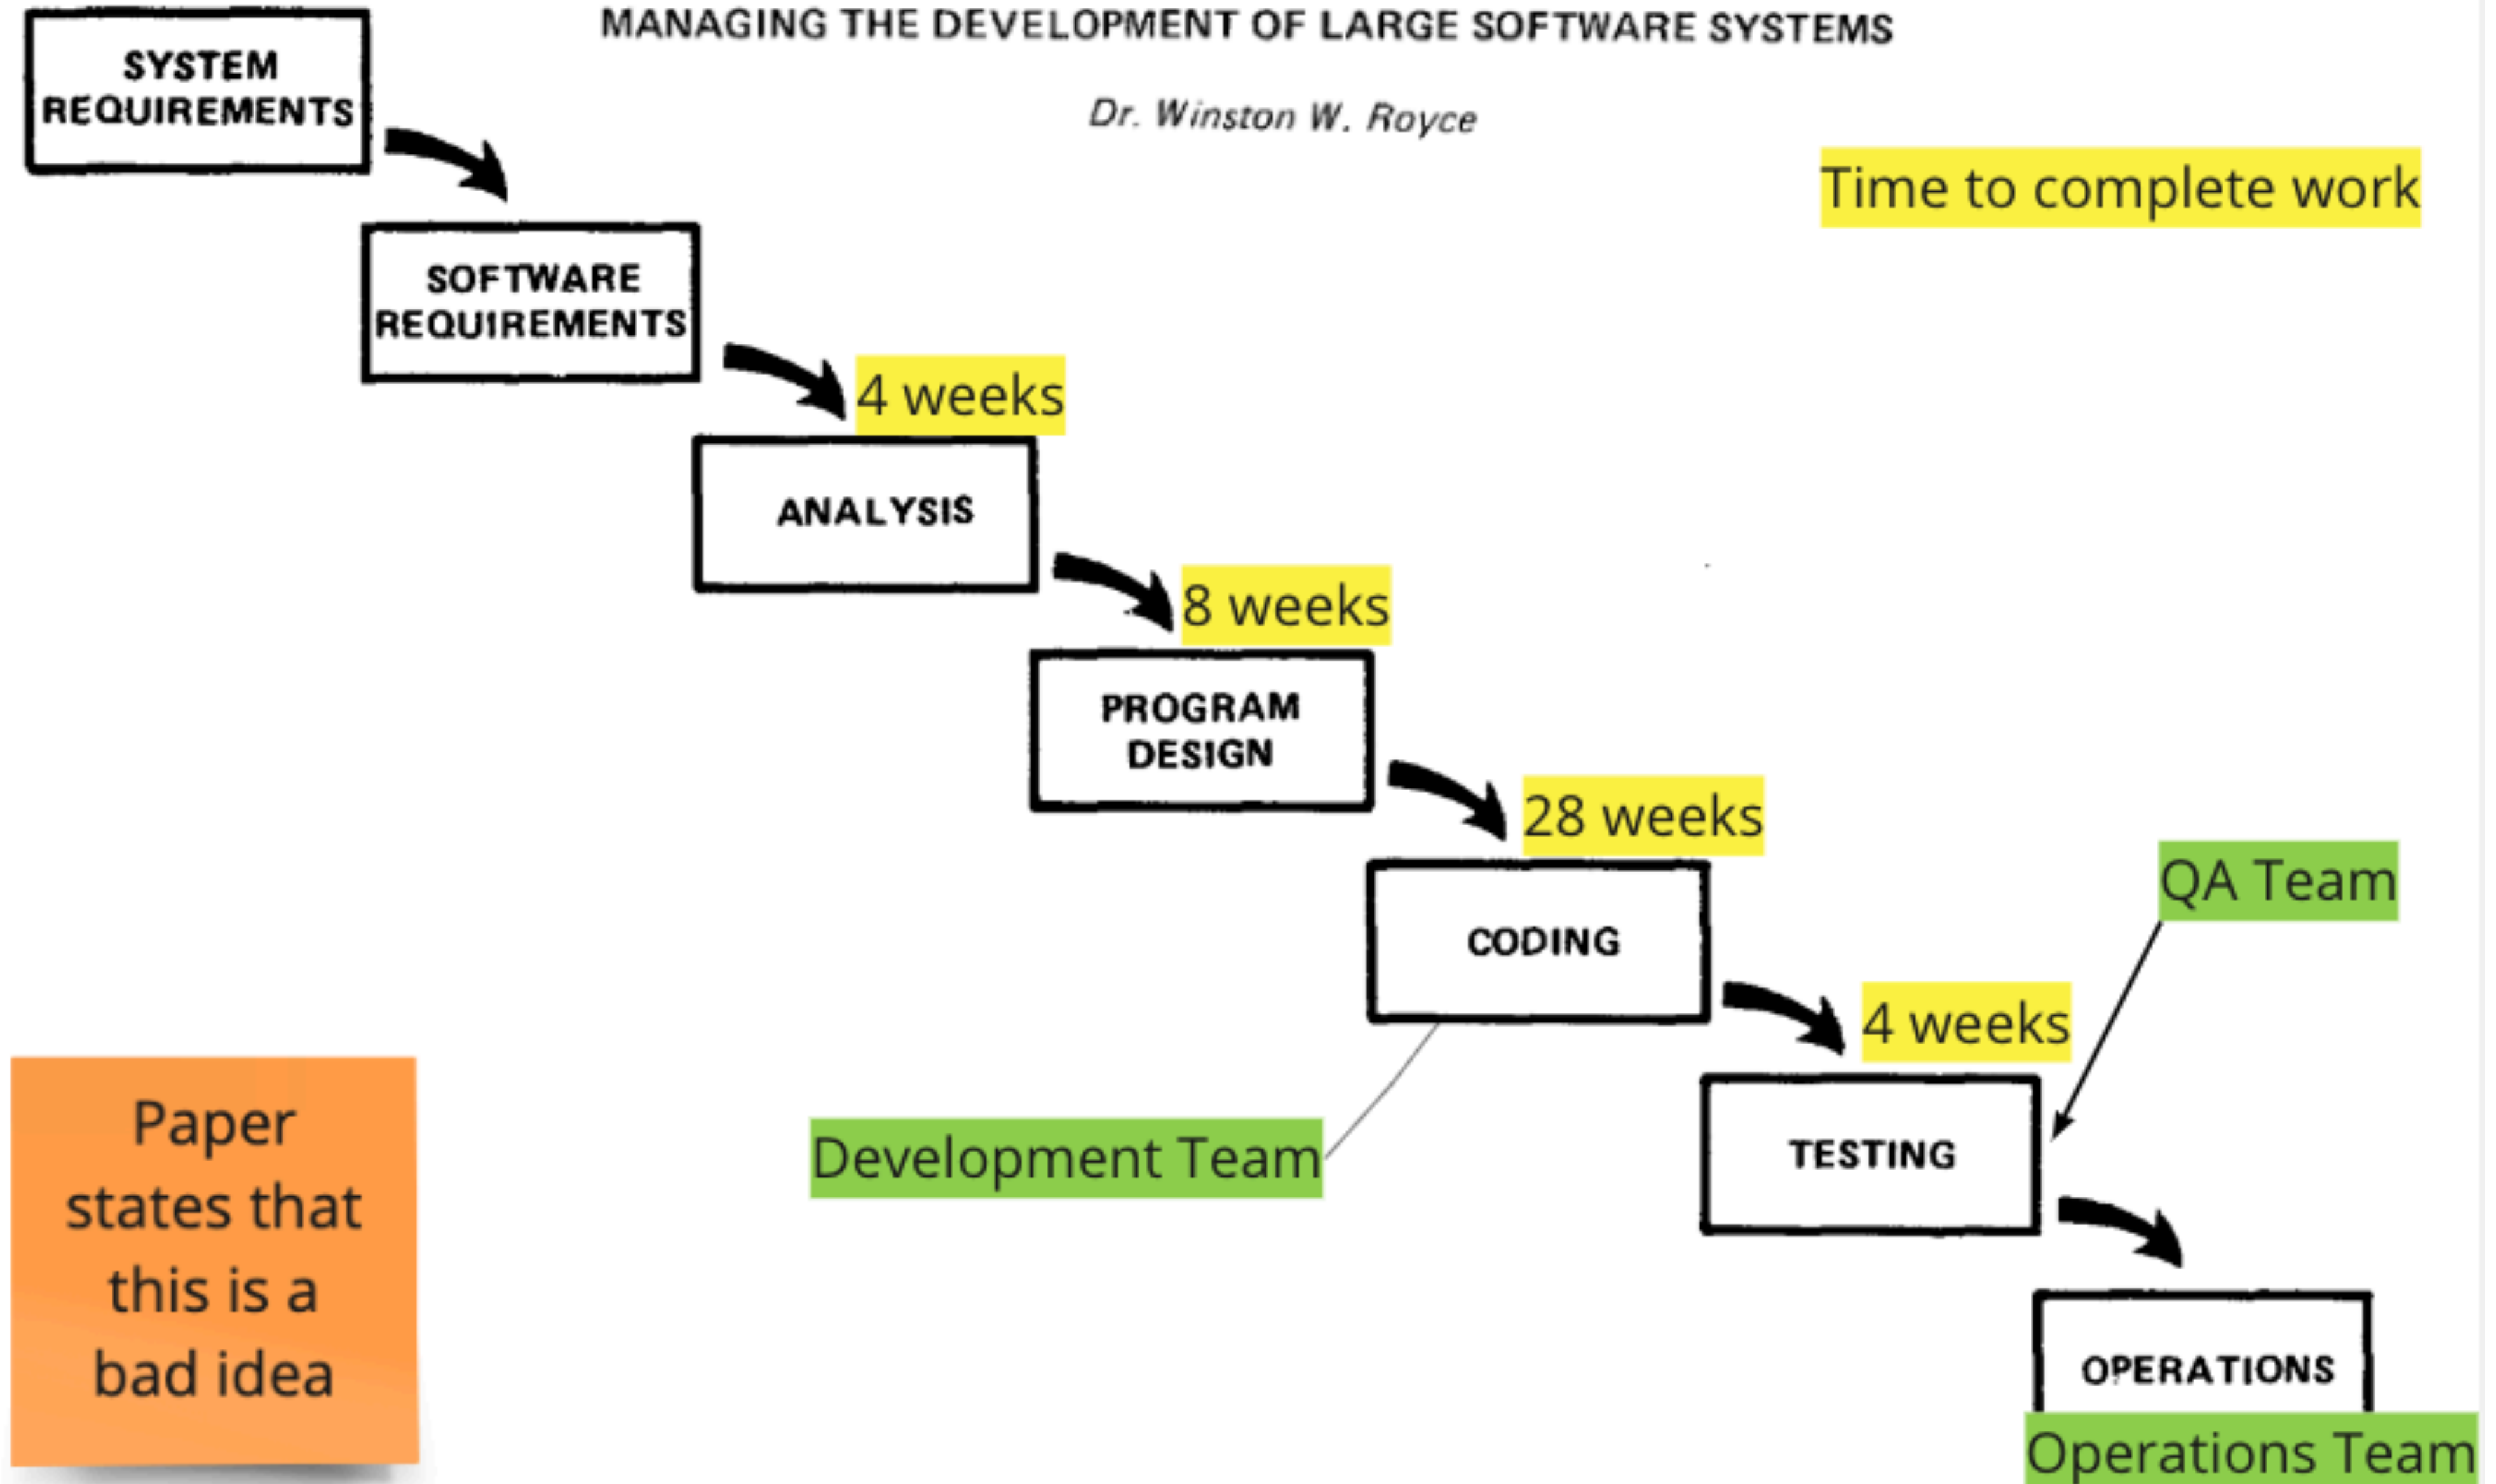 MANAGING THE DEVELOPMENT OF LARGE SOFTWARE SYSTEMS
Dr. Winston W. Royce
SYSTEM
REQUIREMENTS
Time to complete work
SOFTWARE
REQUIREMENTS
4 weeks
ANALYSIS
8 weeks
PROGRAM
DESIGN
28 weeks
CODING
QA Team
4 weeks
Development Team
TESTING
Paper
states that
this is a
bad idea
OPERATIONS
Operations Team